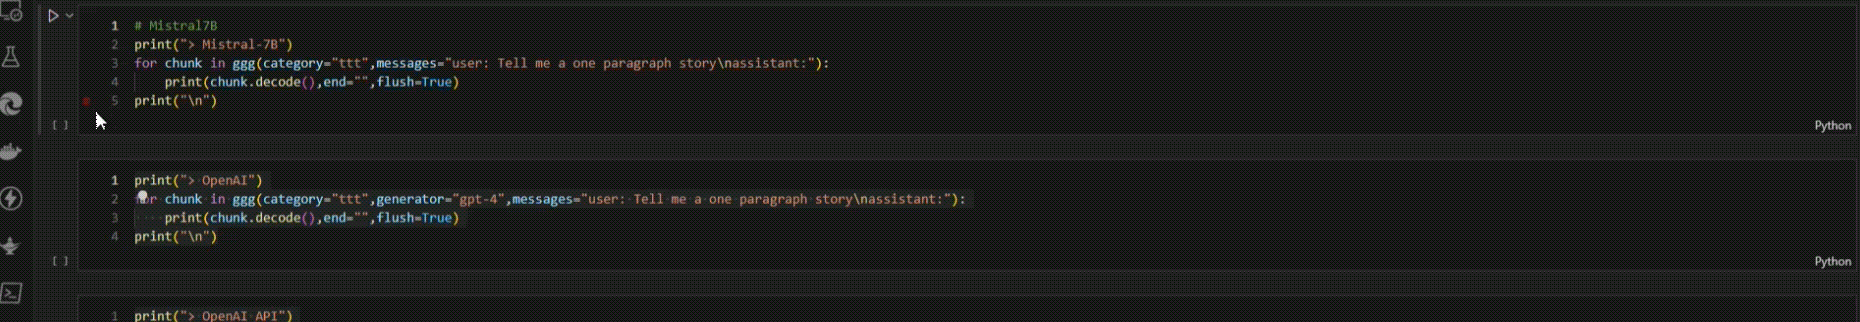 1 # Mistral7B
2 print("> Mistral-7B")
3 for chunk in ggg(category="ttt",messages="user: Tell me a one paragraph story\nassistant:"):
4 print(chunk.decode(),end="",flush=True)
5 print("\n")
[ ]
Python
1 print("> OpenAI")
2 for chunk in ggg(category="ttt",generator="gpt-4",messages="user: Tell me a one paragraph story\nassistant:"):
3 print(chunk.decode(),end="",flush=True)
4 print("\n")
[ ]
Python
1 print("> OpenAI API")